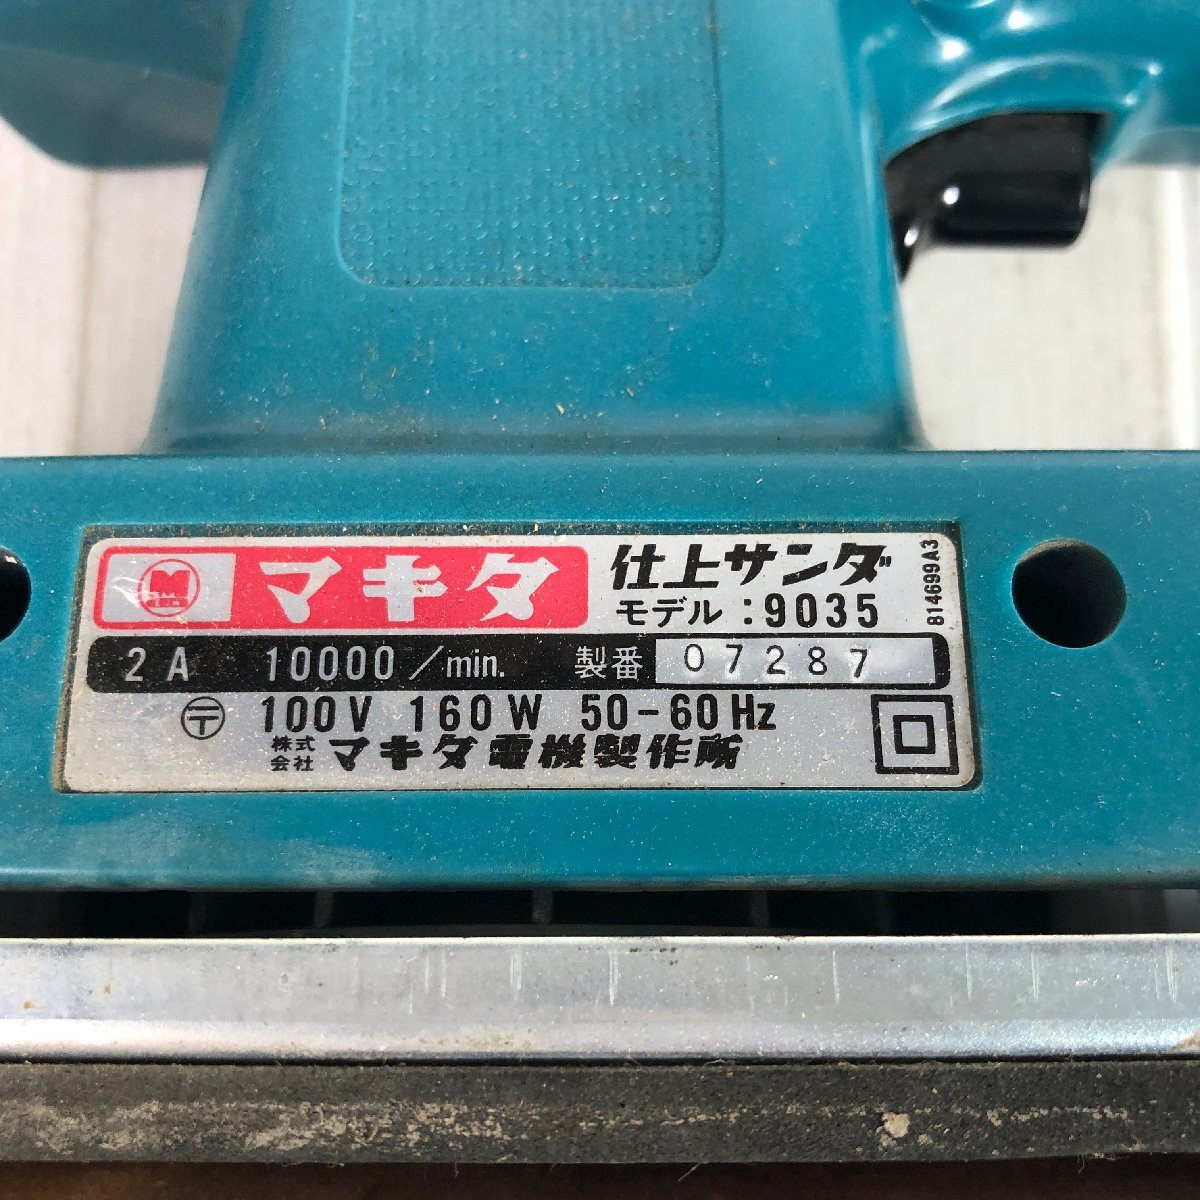 M マキタ 仕上サンダ
モデル:9035
2A 10000/min. 製番 07287
〒 100V 160W 50-60Hz
株式会社 マキタ電機製作所
814699A3